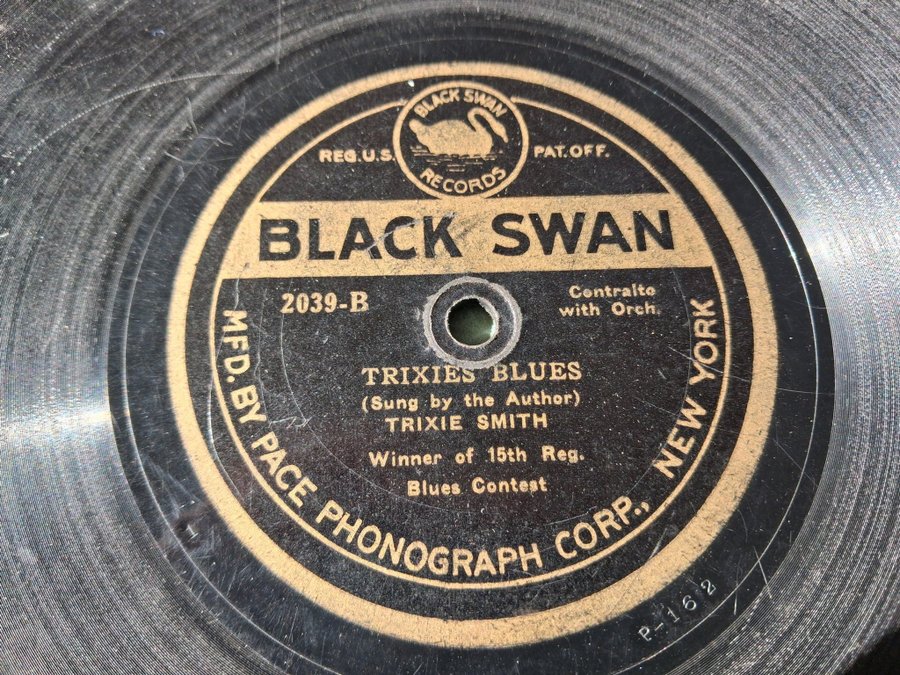 BLACK SWAN
RECORDS
REG.U.S. PAT.OFF.
BLACK SWAN
2039-B
Contralto
with Orch.
TRIXIES BLUES
(Sung by the Author)
TRIXIE SMITH
Winner of 15th Reg.
Blues Contest
MFD. BY PACE PHONOGRAPH CORP., NEW YORK
P-162